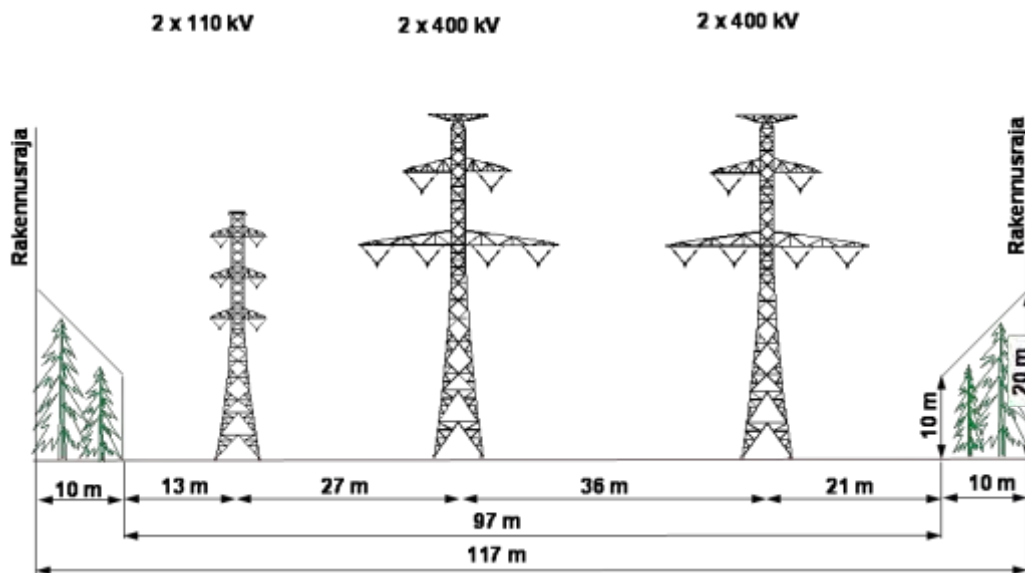 2 x 110 kV
2 x 400 kV
2 x 400 kV
Rakennusraja
Rakennusraja
20 m
10 m
10 m
13 m
27 m
36 m
21 m
10 m
97 m
117 m